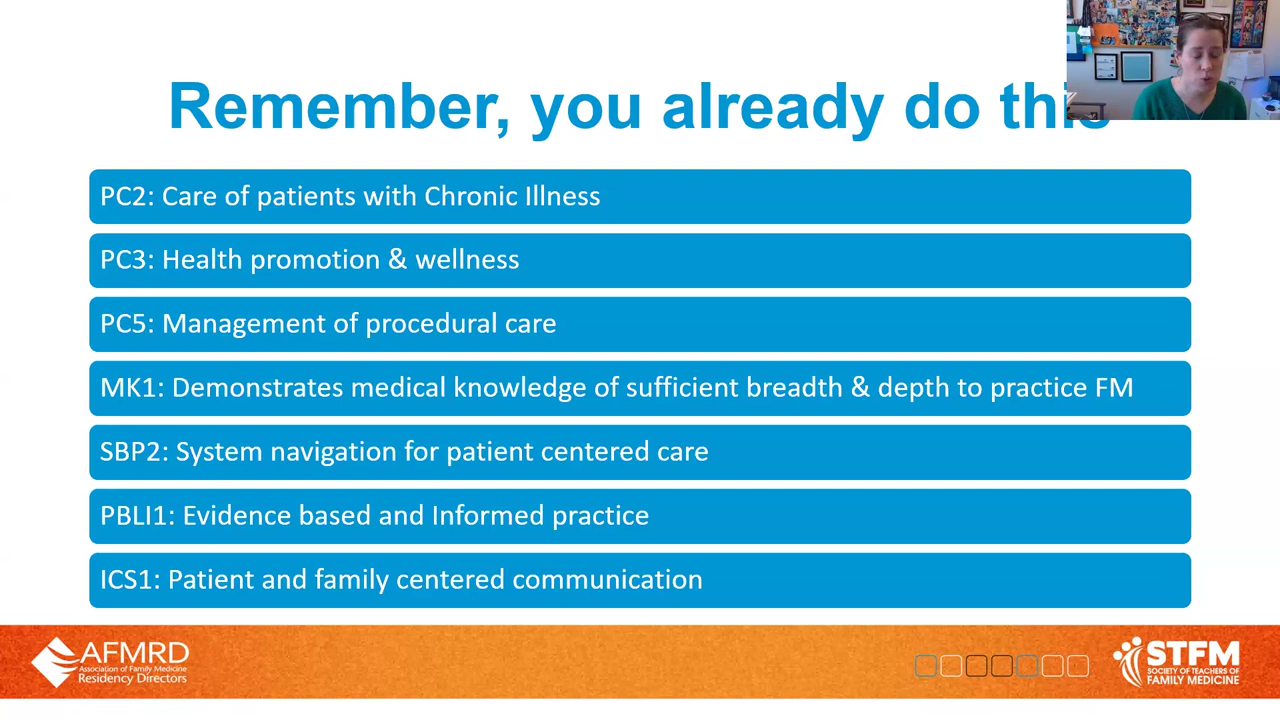 Remember, you already do this
PC2: Care of patients with Chronic Illness
PC3: Health promotion & wellness
PC5: Management of procedural care
MK1: Demonstrates medical knowledge of sufficient breadth & depth to practice FM
SBP2: System navigation for patient centered care
PBLI1: Evidence based and Informed practice
ICS1: Patient and family centered communication
AFMRD
Association of Family Medicine
Residency Directors
STFM
SOCIETY OF TEACHERS OF
FAMILY MEDICINE